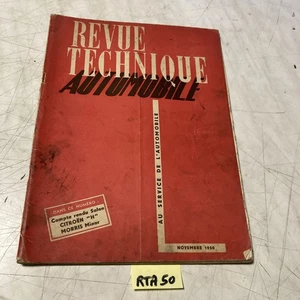 REVUE
TECHNIQUE
AUTOMOBILE
AU SERVICE DE L'AUTOMOBILE
DANS CE NUMÉRO
Compte rendu Salon
CITROËN "H"
MORRIS Minor
NOVEMBRE 1950
RTA 50